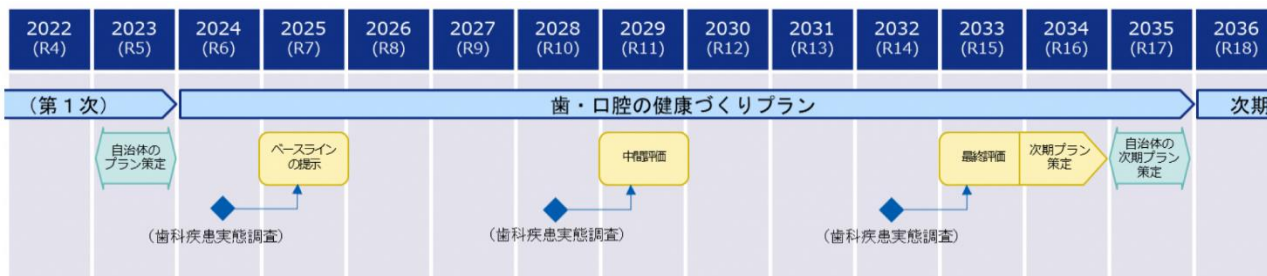 2022 2023 2024 2025 2026 2027 2028 2029 2030 2031 2032 2033 2034 2035 2036
(R4) (R5) (R6) (R7) (R8) (R9) (R10) (R11) (R12) (R13) (R14) (R15) (R16) (R17) (R18)
(第1次) 歯・口腔の健康づくりプラン 次期
自治体の
プラン策定
ベースライン
の提示
中間評価
最終評価
次期プラン
策定
自治体の
次期プラン
策定
(歯科疾患実態調査) (歯科疾患実態調査) (歯科疾患実態調査)